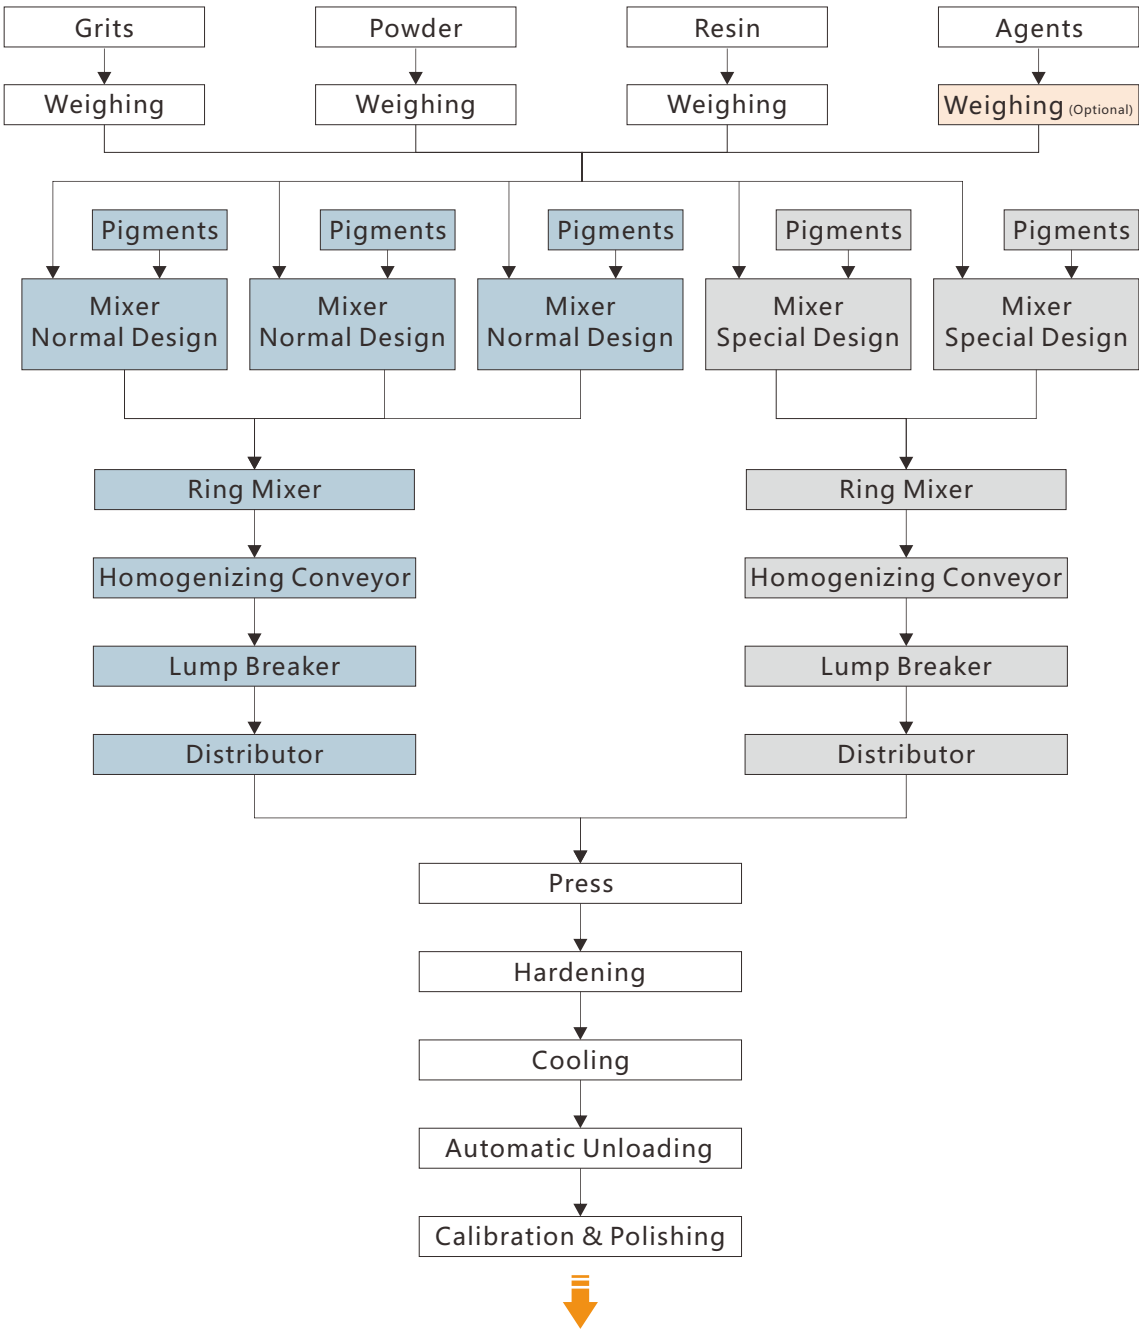 Grits
Powder
Resin
Agents
Weighing
Weighing
Weighing
Weighing (Optional)
Pigments
Pigments
Pigments
Pigments
Pigments
Mixer
Normal Design
Mixer
Normal Design
Mixer
Normal Design
Mixer
Special Design
Mixer
Special Design
Ring Mixer
Ring Mixer
Homogenizing Conveyor
Homogenizing Conveyor
Lump Breaker
Lump Breaker
Distributor
Distributor
Press
Hardening
Cooling
Automatic Unloading
Calibration & Polishing